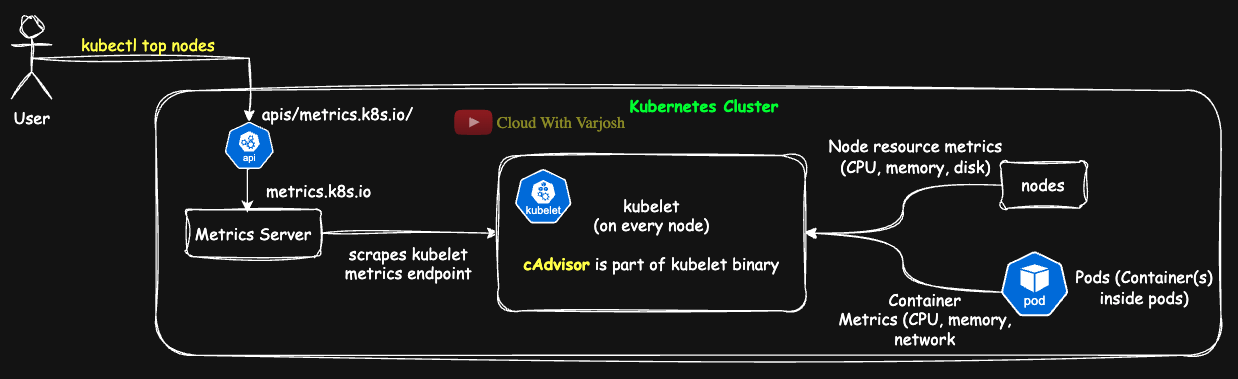 kubectl top nodes
User
apis/metrics.k8s.io/
api
Kubernetes Cluster
Cloud With Varjosh
metrics.k8s.io
Metrics Server
scrapes kubelet
metrics endpoint
kubelet
kubelet
(on every node)
cAdvisor is part of kubelet binary
Node resource metrics
(CPU, memory, disk)
nodes
pod
Pods (Container(s)
inside pods)
Container
Metrics (CPU, memory,
network